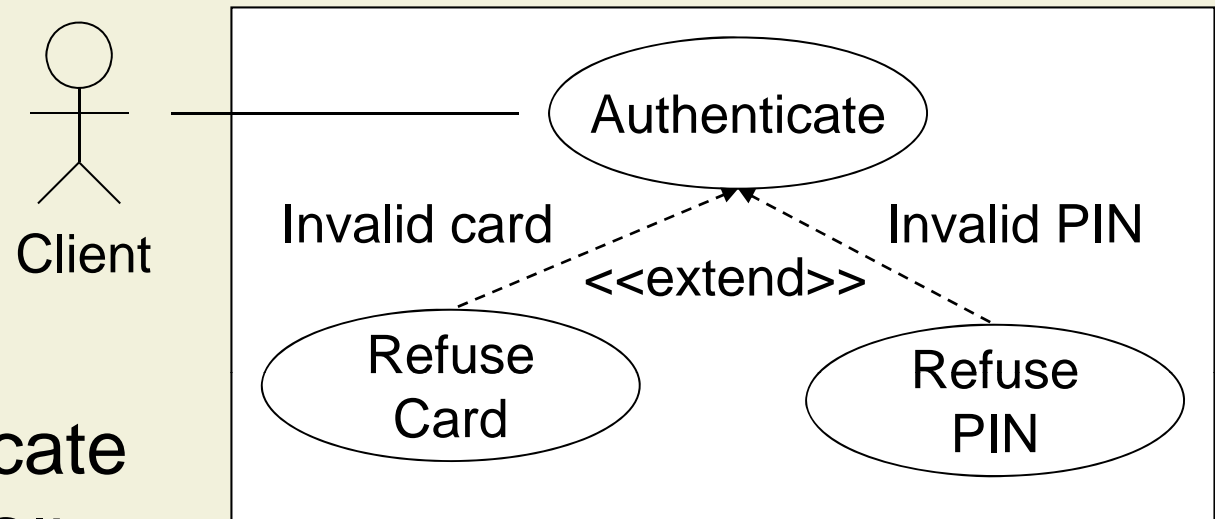 Authenticate
Invalid card
Invalid PIN
Client
<<extend>>
Refuse
Card
Refuse
PIN
cate